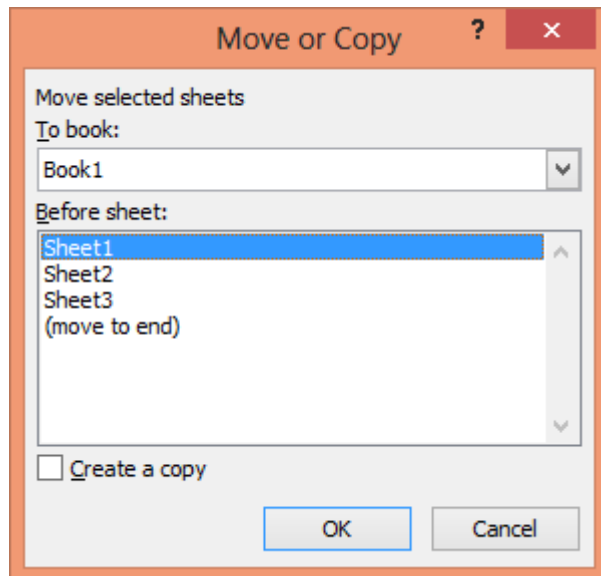 Move or Copy ?
Move selected sheets
To book:
Book1
Before sheet:
Sheet1
Sheet2
Sheet3
(move to end)
Create a copy
OK Cancel